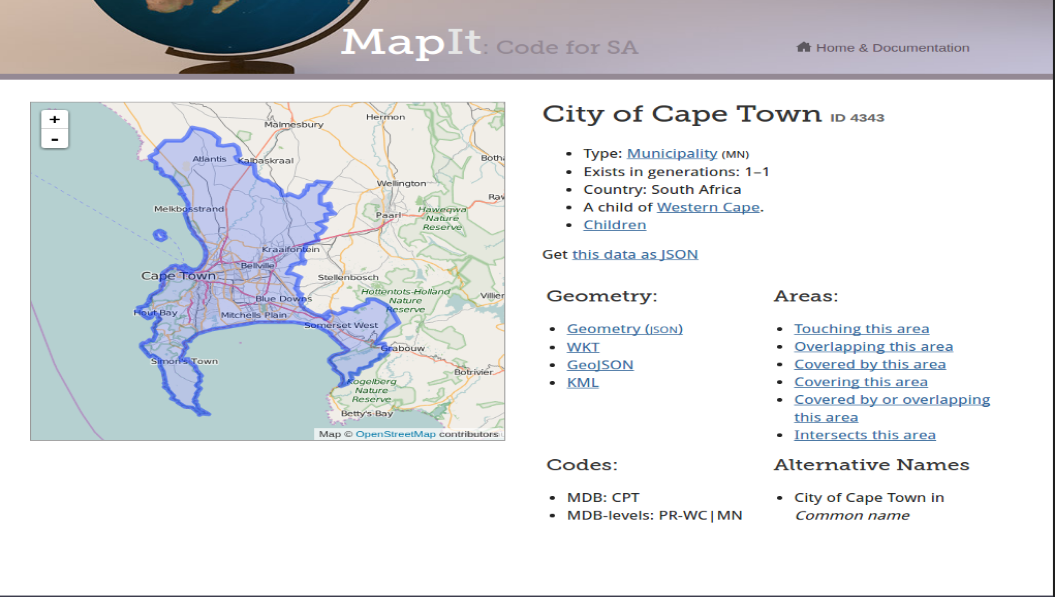 MapIt: Code for SA
Home & Documentation
+
-
Malmesbury
Hermon
Atlantis
Kalbaskraal
Both
Wellington
Raw
Melkbosstrand
Paarl
Haweqwa
Nature
Reserve
Kraaifontein
Bellville
Cape Town
Stellenbosch
Hottentots-Holland
Nature
Reserve
Villier
Blue Downs
Hout Bay
Mitchells Plain
Somerset West
Grabouw
Simon's Town
Botrivier
Kogelberg
Nature
Reserve
Betty's Bay
Map © OpenStreetMap contributors
City of Cape Town ID 4343
Type: Municipality (MN)
Exists in generations: 1–1
Country: South Africa
A child of Western Cape.
Children
Get this data as JSON
Geometry:
Geometry (JSON)
WKT
GeoJSON
KML
Areas:
Touching this area
Overlapping this area
Covered by this area
Covering this area
Covered by or overlapping
this area
Intersects this area
Codes:
MDB: CPT
MDB-levels: PR-WC|MN
Alternative Names
City of Cape Town in
Common name